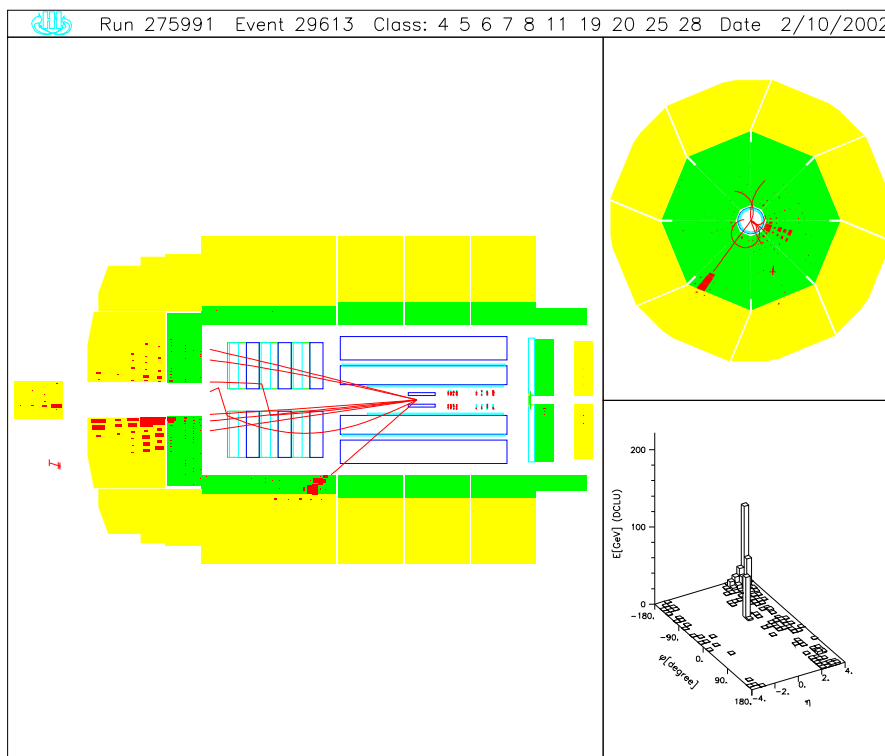 Run 275991 Event 29613 Class: 4 5 6 7 8 11 19 20 25 28 Date 2/10/2002
E[GeV] (DCLU)
200
100
0
-180.
-90.
0.
90.
180.
φ[degree]
-4.
-2.
0.
2.
4.
η
Z